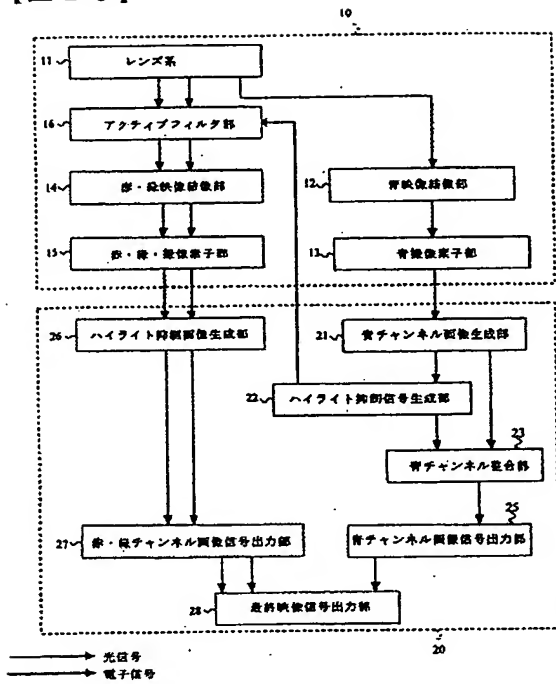 10
11
レンズ系
16
アクティブフィルタ部
14
赤・緑映像結像部
12
青映像結像部
15
赤・緑・撮像素子部
13
青撮像素子部
26
ハイライト抑制画像生成部
21
青チャンネル画像生成部
22
ハイライト抑制信号生成部
23
青チャンネル整合部
27
赤・緑チャンネル画像信号出力部
25
青チャンネル画像信号出力部
28
最終映像信号出力部
20
光信号
電子信号